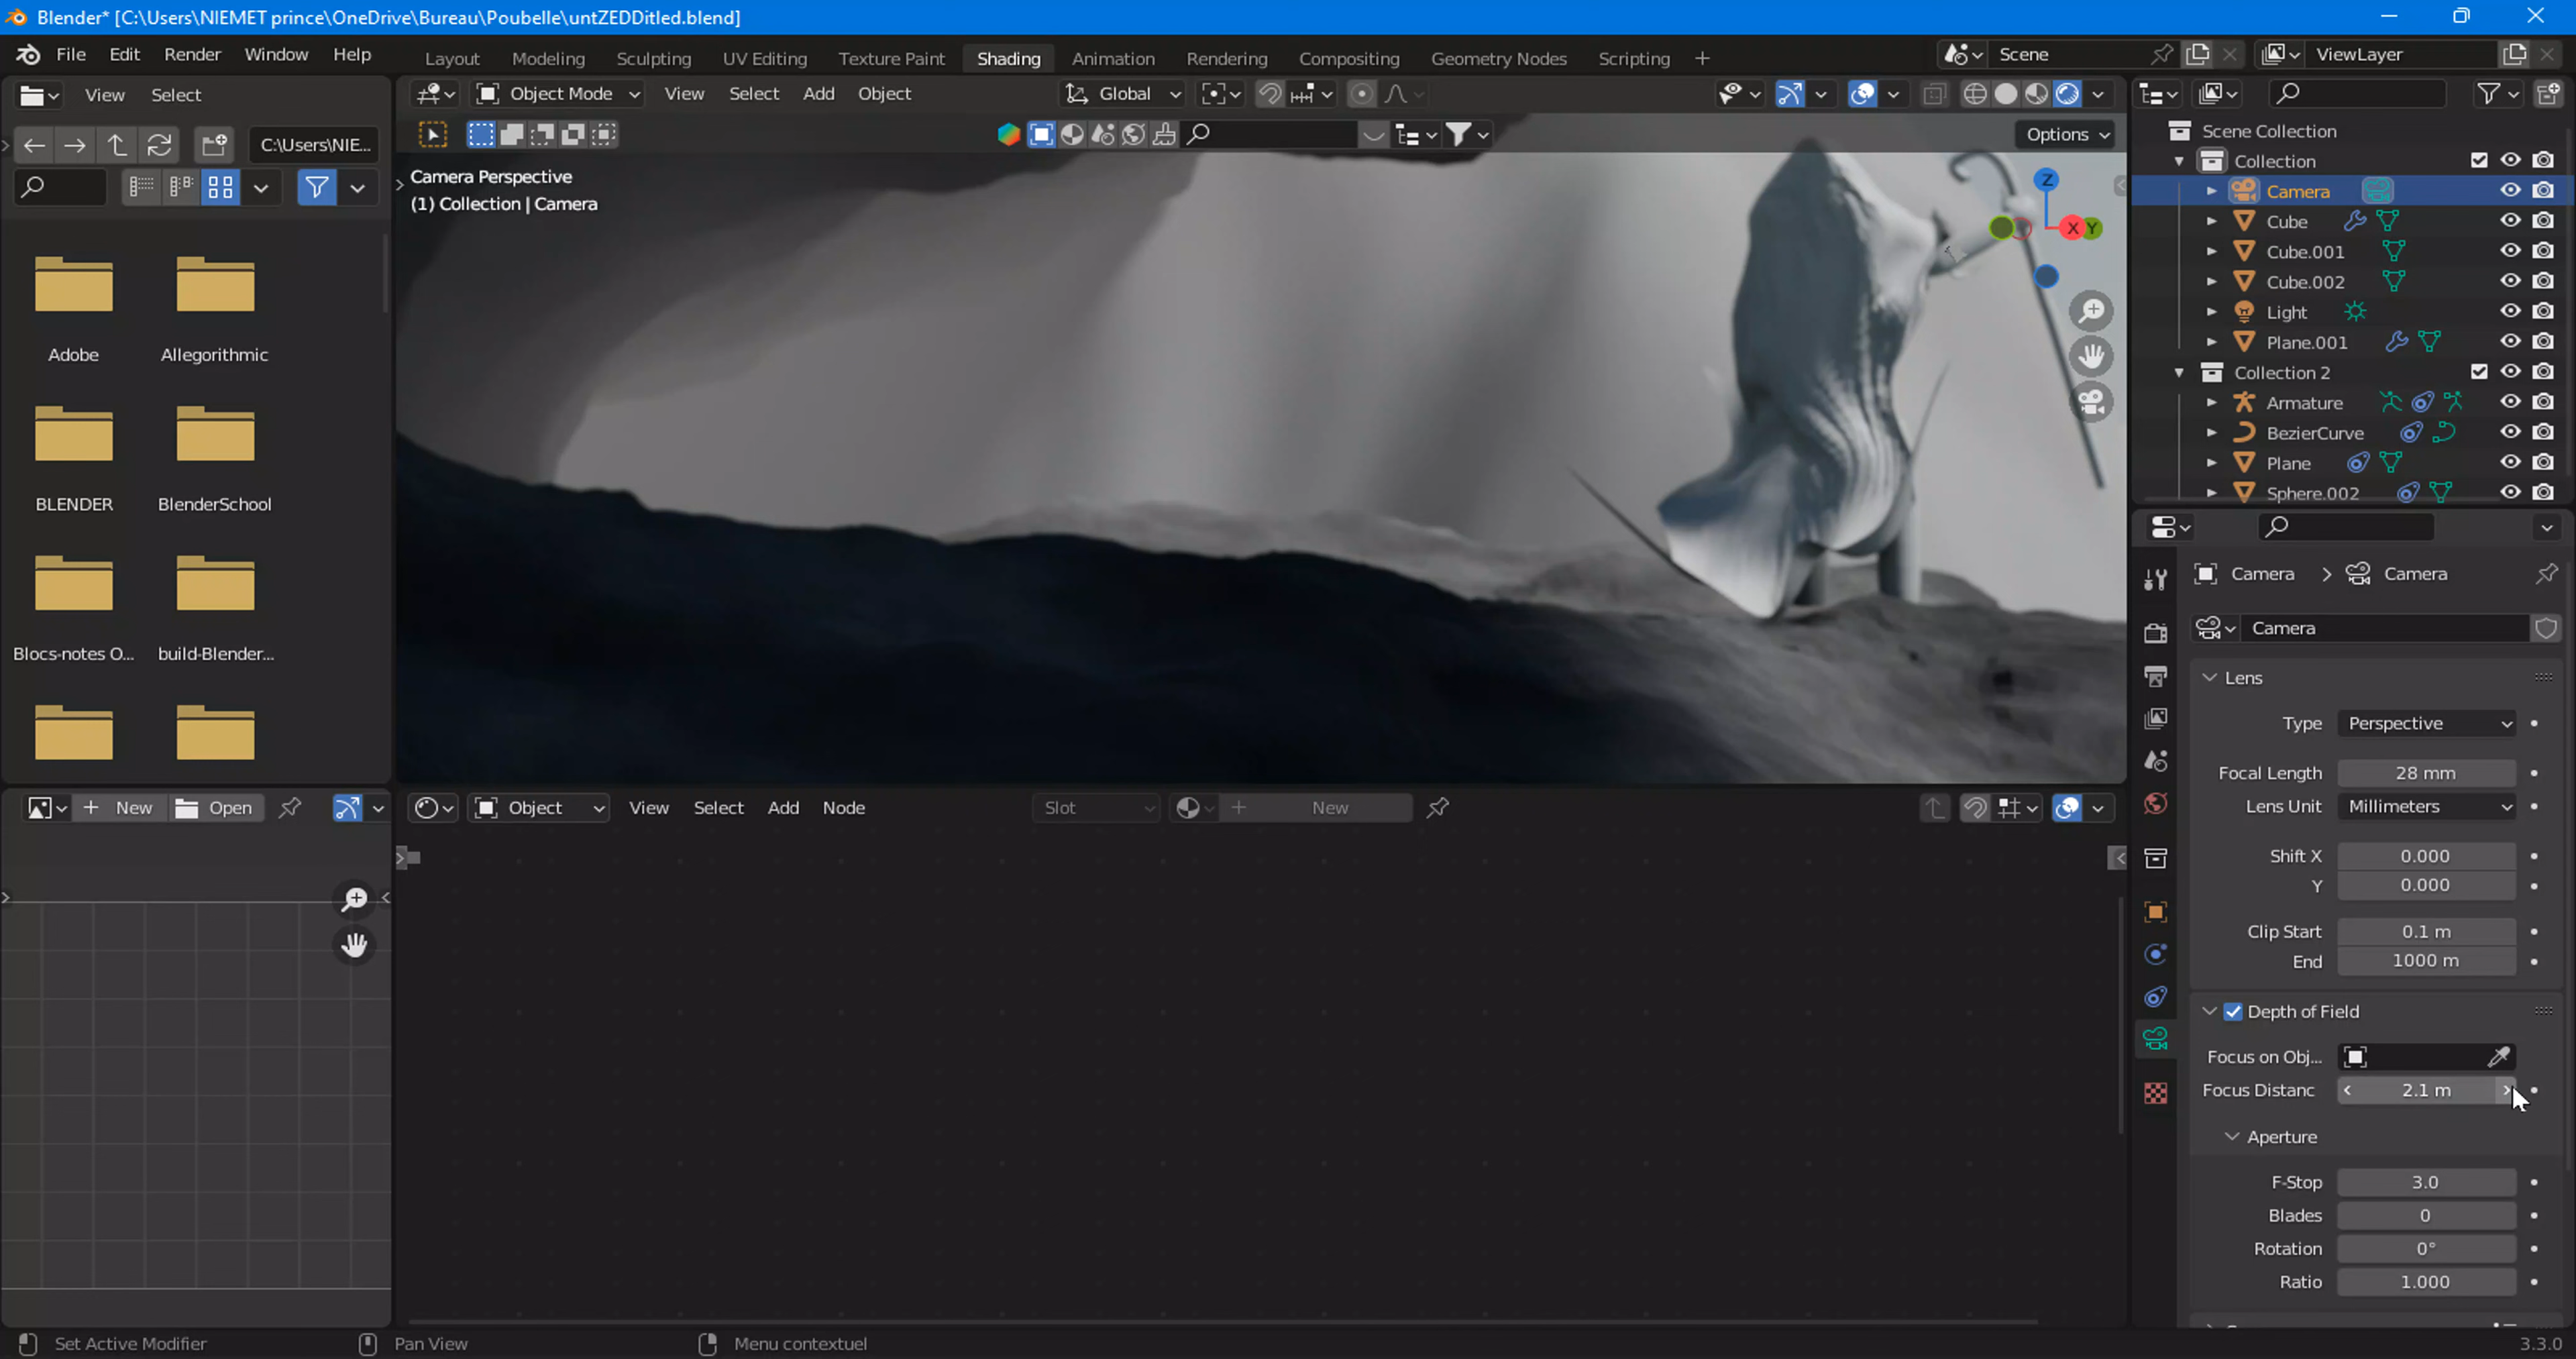 Blender* [C:\Users\NIEMET prince\OneDrive\Bureau\Poubelle\untZEDDitled.blend]
File Edit Render Window Help
Layout Modeling Sculpting UV Editing Texture Paint Shading Animation Rendering Compositing Geometry Nodes Scripting
Scene
ViewLayer
View Select
C:\Users\NIE...
Adobe
Allegorithmic
BLENDER
BlenderSchool
Blocs-notes O...
build-Blender...
Object Mode View Select Add Object
Global
Options
Camera Perspective
(1) Collection | Camera
Z
X
Y
Scene Collection
Collection
Camera
Cube
Cube.001
Cube.002
Light
Plane.001
Collection 2
Armature
BezierCurve
Plane
Sphere.002
Camera > Camera
Camera
Lens
Type Perspective
Focal Length 28 mm
Lens Unit Millimeters
Shift X 0.000
Y 0.000
Clip Start 0.1 m
End 1000 m
Depth of Field
Focus on Obj...
Focus Distanc 2.1 m
Aperture
F-Stop 3.0
Blades 0
Rotation 0°
Ratio 1.000
New Open
Object View Select Add Node
Slot
New
Set Active Modifier
Pan View
Menu contextuel
3.3.0